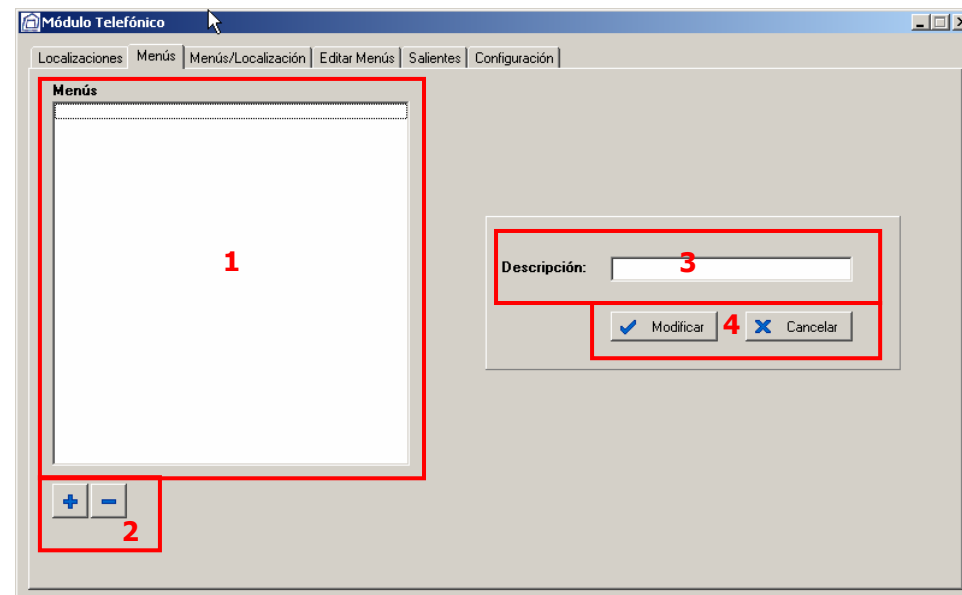 Módulo Telefónico
Localizaciones Menús Menús/Localización Editar Menús Salientes Configuración
Menús
1
Descripción: 3
Modificar 4 Cancelar
2